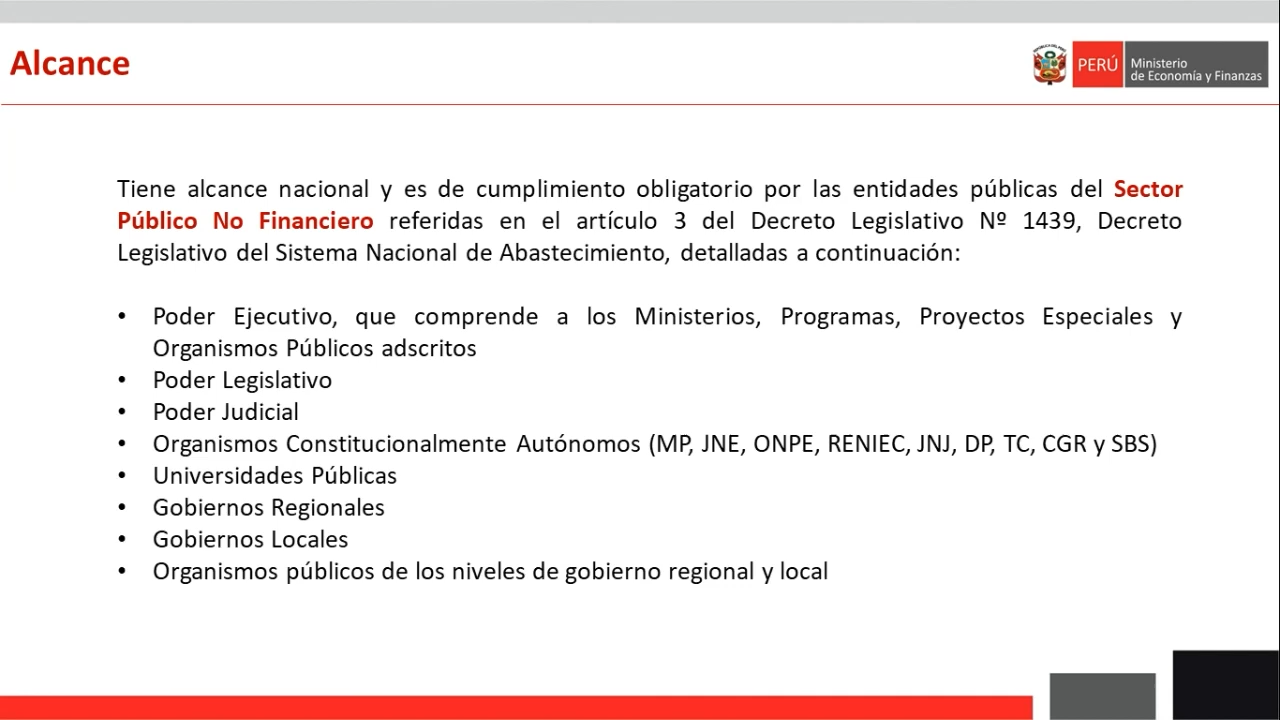 Alcance
PERÚ
Ministerio
de Economía y Finanzas
Tiene alcance nacional y es de cumplimiento obligatorio por las entidades públicas del Sector
Público No Financiero referidas en el artículo 3 del Decreto Legislativo Nº 1439, Decreto
Legislativo del Sistema Nacional de Abastecimiento, detalladas a continuación:
• Poder Ejecutivo, que comprende a los Ministerios, Programas, Proyectos Especiales y
Organismos Públicos adscritos
• Poder Legislativo
• Poder Judicial
• Organismos Constitucionalmente Autónomos (MP, JNE, ONPE, RENIEC, JNJ, DP, TC, CGR y SBS)
• Universidades Públicas
• Gobiernos Regionales
• Gobiernos Locales
• Organismos públicos de los niveles de gobierno regional y local